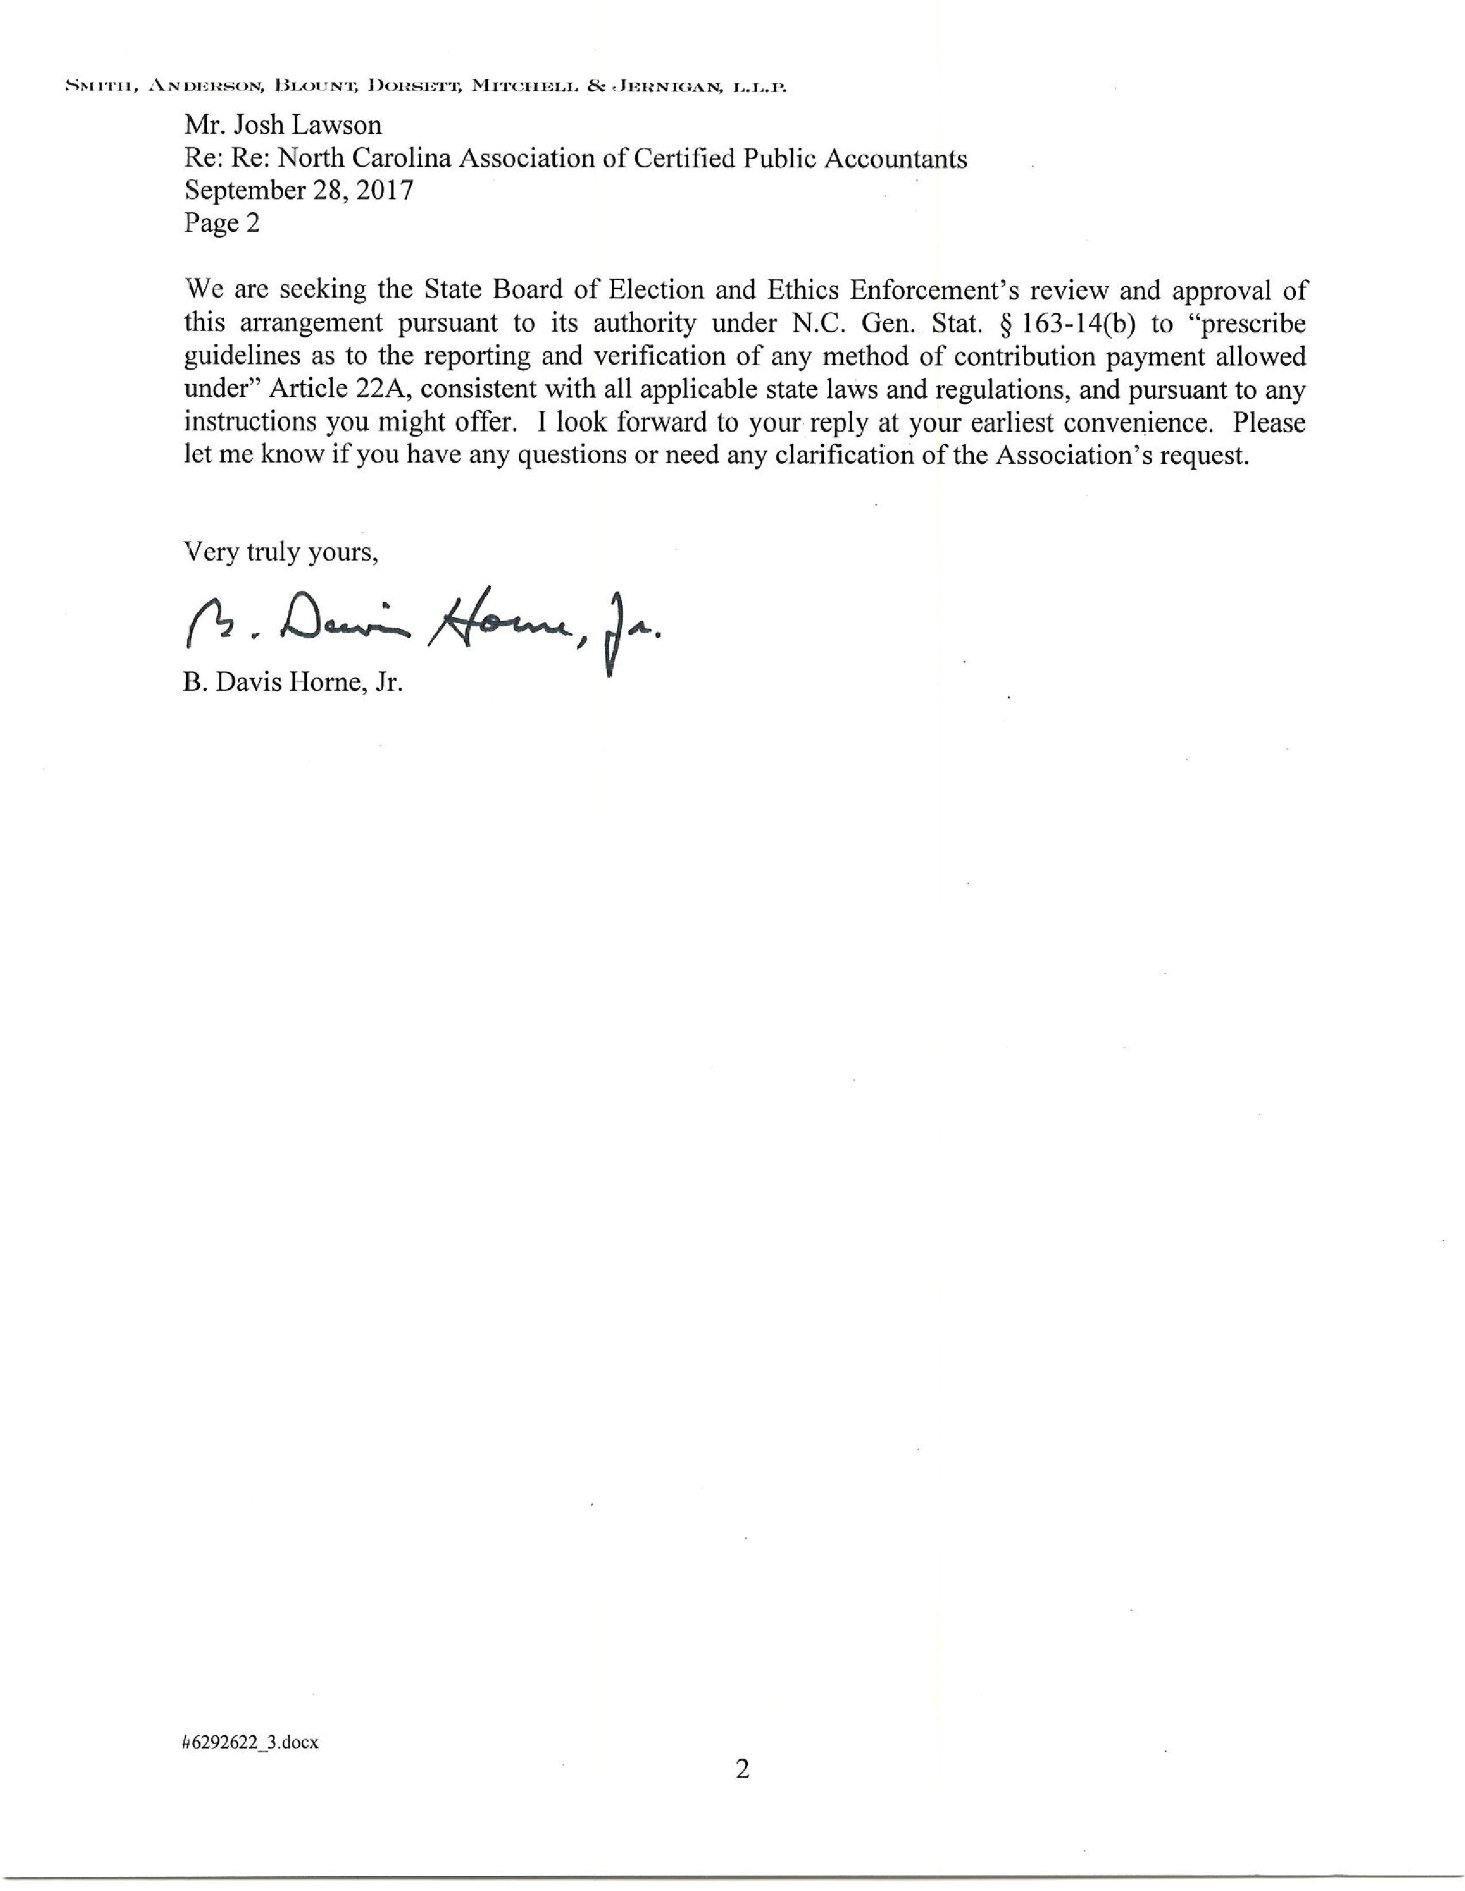 SMITH, ANDERSON, BLOUNT, DORSETT, MITCHELL & JERNIGAN, L.L.P.
Mr. Josh Lawson
Re: Re: North Carolina Association of Certified Public Accountants
September 28, 2017
Page 2
We are seeking the State Board of Election and Ethics Enforcement's review and approval of
this arrangement pursuant to its authority under N.C. Gen. Stat. § 163-14(b) to “prescribe
guidelines as to the reporting and verification of any method of contribution payment allowed
under” Article 22A, consistent with all applicable state laws and regulations, and pursuant to any
instructions you might offer.  I look forward to your reply at your earliest convenience.  Please
let me know if you have any questions or need any clarification of the Association's request.
Very truly yours,
B. Davis Horne, Jr.
B. Davis Horne, Jr.
#6292622_3.docx
2